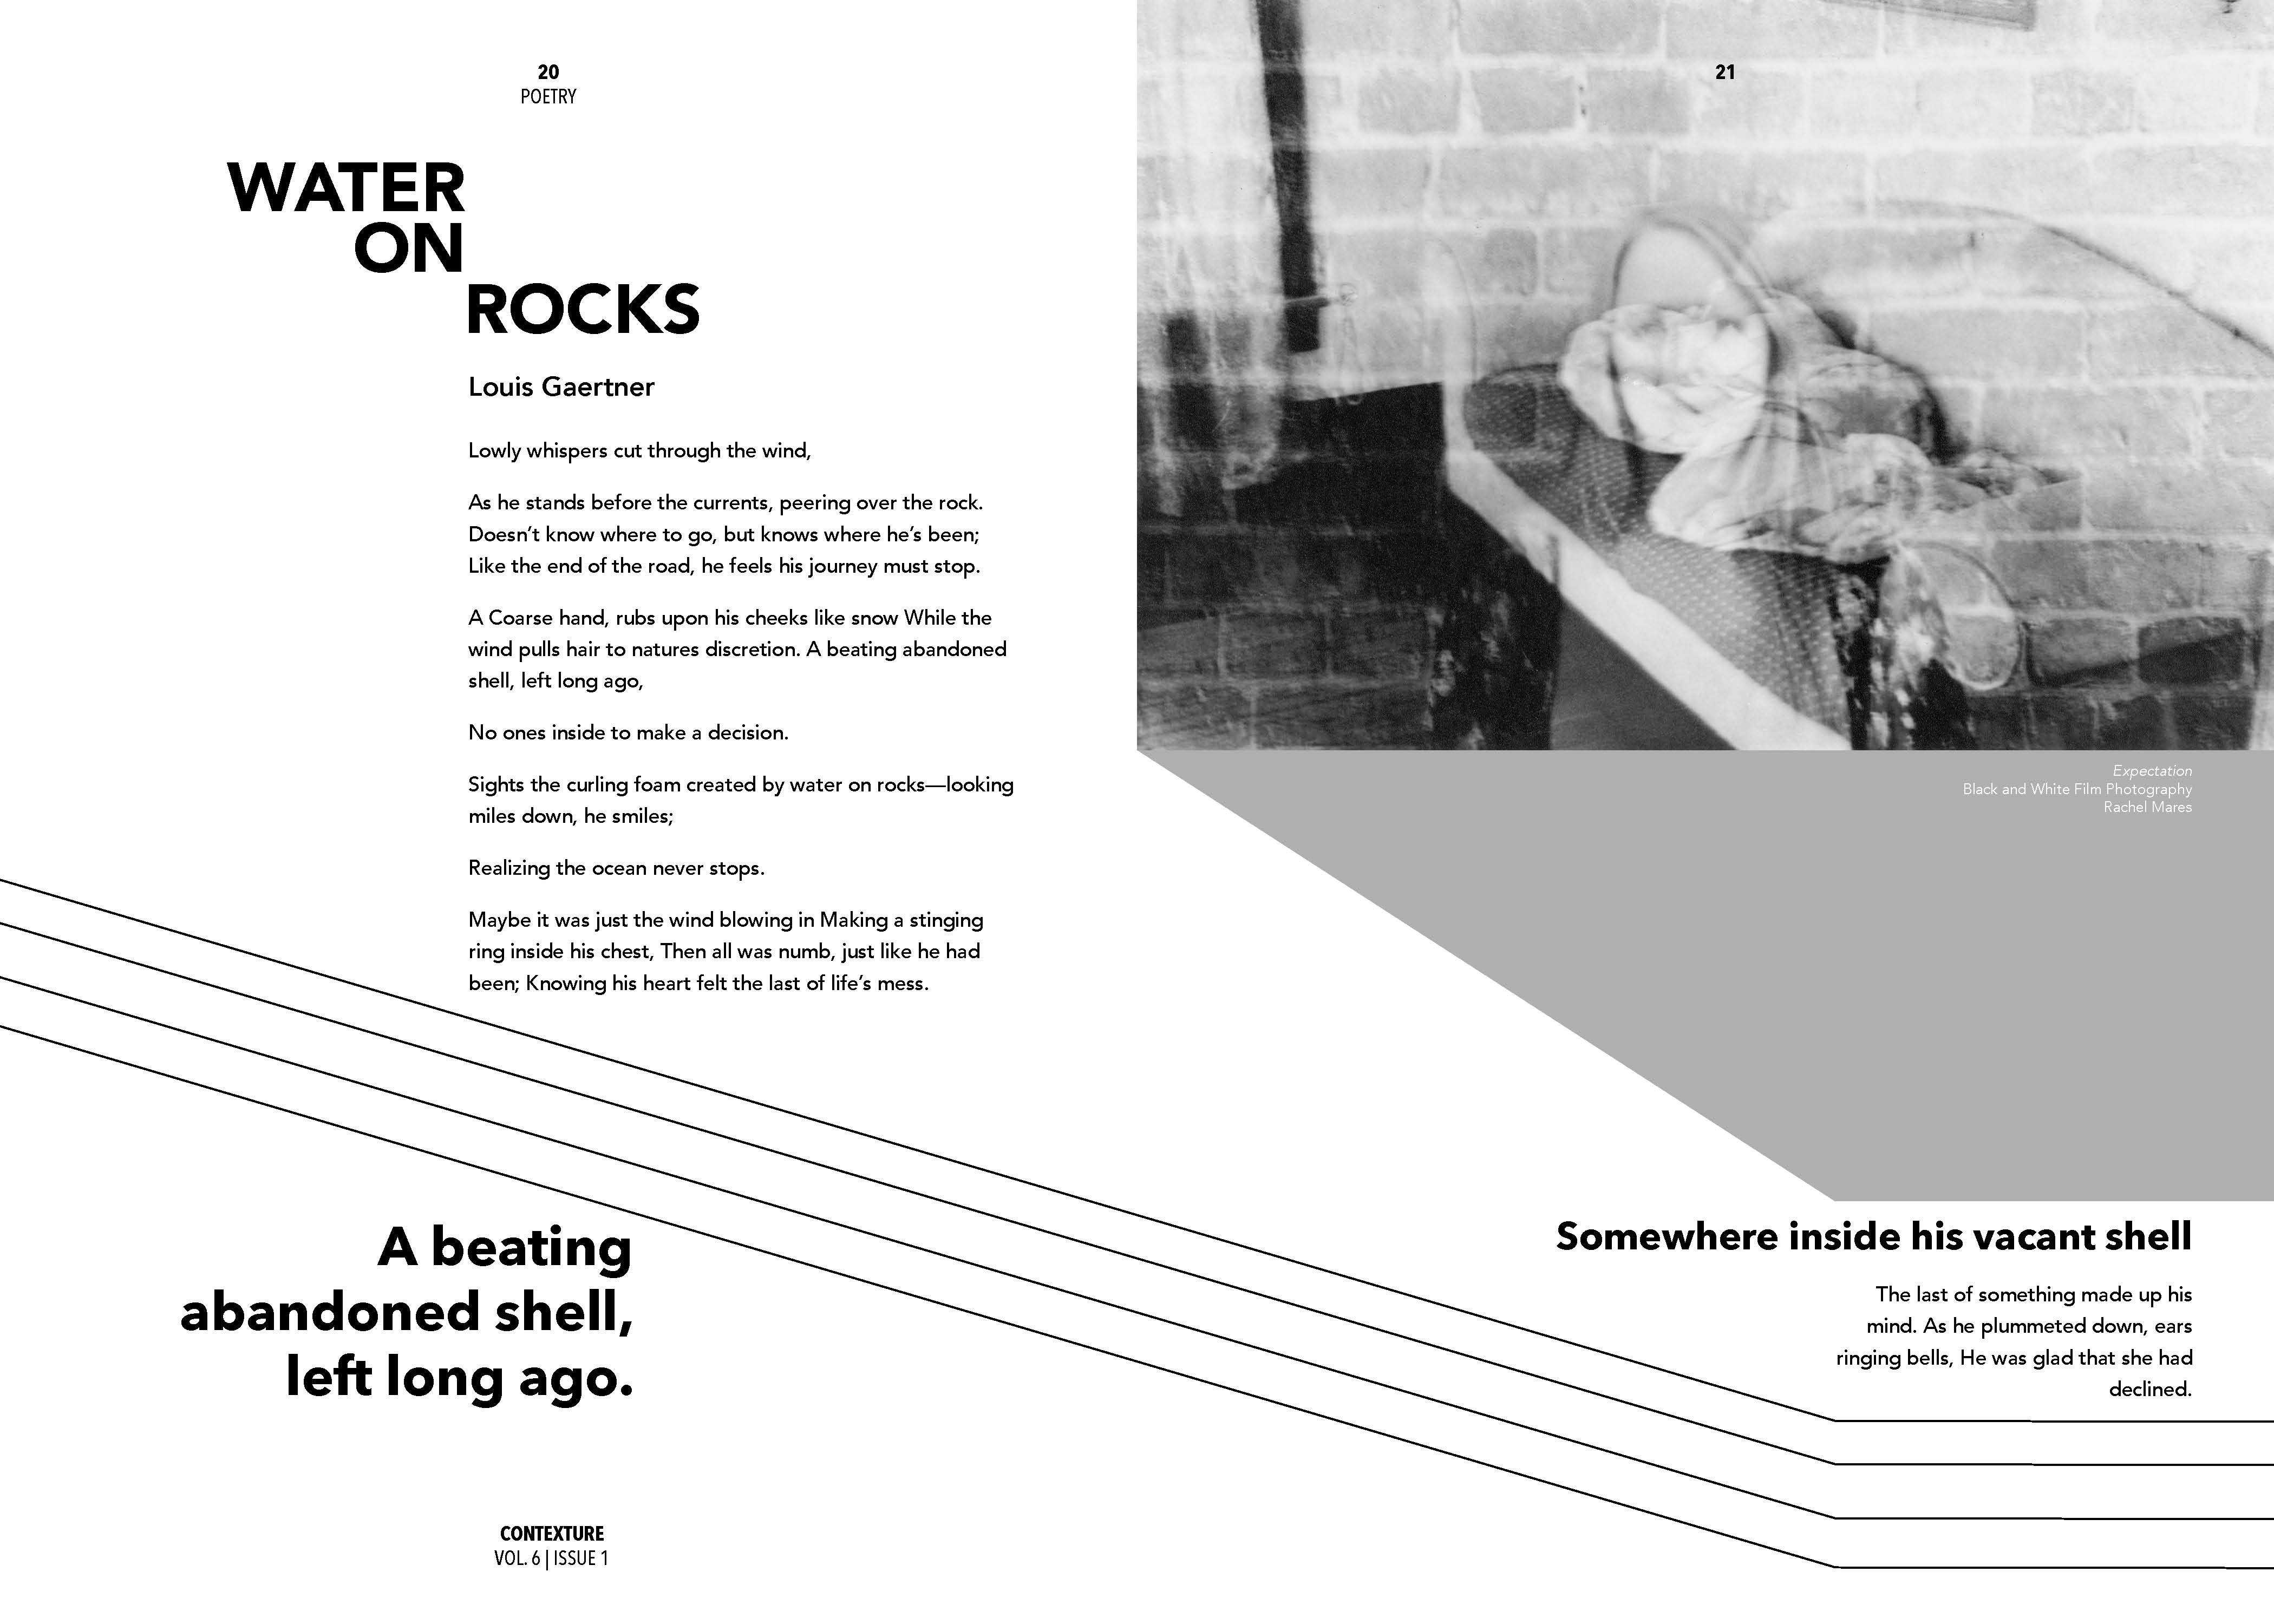 20
POETRY
WATER
ON
ROCKS
Louis Gaertner
Lowly whispers cut through the wind,
As he stands before the currents, peering over the rock.
Doesn’t know where to go, but knows where he’s been;
Like the end of the road, he feels his journey must stop.
A Coarse hand, rubs upon his cheeks like snow While the
wind pulls hair to natures discretion. A beating abandoned
shell, left long ago,
No ones inside to make a decision.
Sights the curling foam created by water on rocks—looking
miles down, he smiles;
Realizing the ocean never stops.
Maybe it was just the wind blowing in Making a stinging
ring inside his chest, Then all was numb, just like he had
been; Knowing his heart felt the last of life’s mess.
A beating
abandoned shell,
left long ago.
CONTEXTURE
VOL. 6 | ISSUE 1
21
Expectation
Black and White Film Photography
Rachel Mares
Somewhere inside his vacant shell
The last of something made up his
mind. As he plummeted down, ears
ringing bells, He was glad that she had
declined.